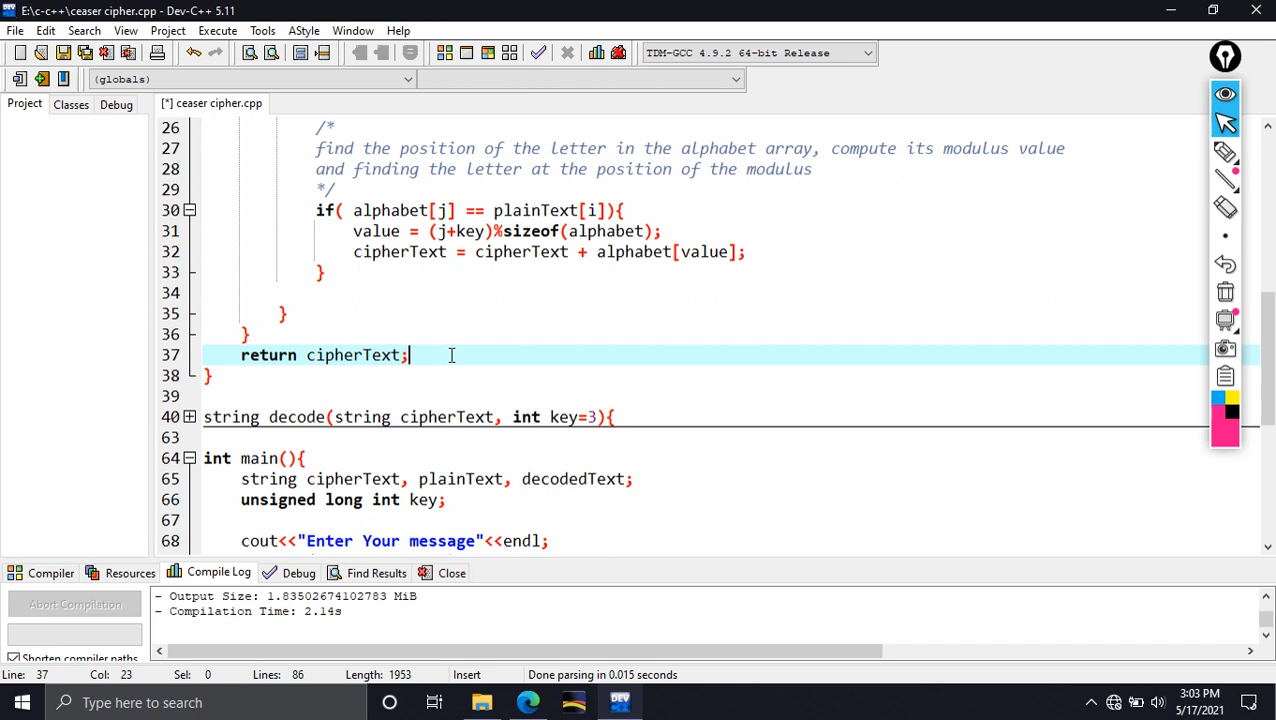 E:\c-c++\ceaser cipher.cpp - Dev-C++ 5.11
File Edit Search View Project Execute Tools AStyle Window Help
TDM-GCC 4.9.2 64-bit Release
(globals)
Project Classes Debug [*] ceaser cipher.cpp
26 /*
27 find the position of the letter in the alphabet array, compute its modulus value
28 and finding the letter at the position of the modulus
29 */
30 if( alphabet[j] == plainText[i]){
31 value = (j+key)%sizeof(alphabet);
32 cipherText = cipherText + alphabet[value];
33 }
34
35 }
36 }
37 return cipherText;
38 }
39
40 string decode(string cipherText, int key=3){
63
64 int main(){
65 string cipherText, plainText, decodedText;
66 unsigned long int key;
67
68 cout<<"Enter Your message"<<endl;
Compiler Resources Compile Log Debug Find Results Close
Abort Compilation
Shorten compiler paths
- Output Size: 1.83502674102783 MiB
- Compilation Time: 2.14s
Line: 37 Col: 23 Sel: 0 Lines: 86 Length: 1953 Insert Done parsing in 0.015 seconds
Type here to search
DEV
3:03 PM
5/17/2021